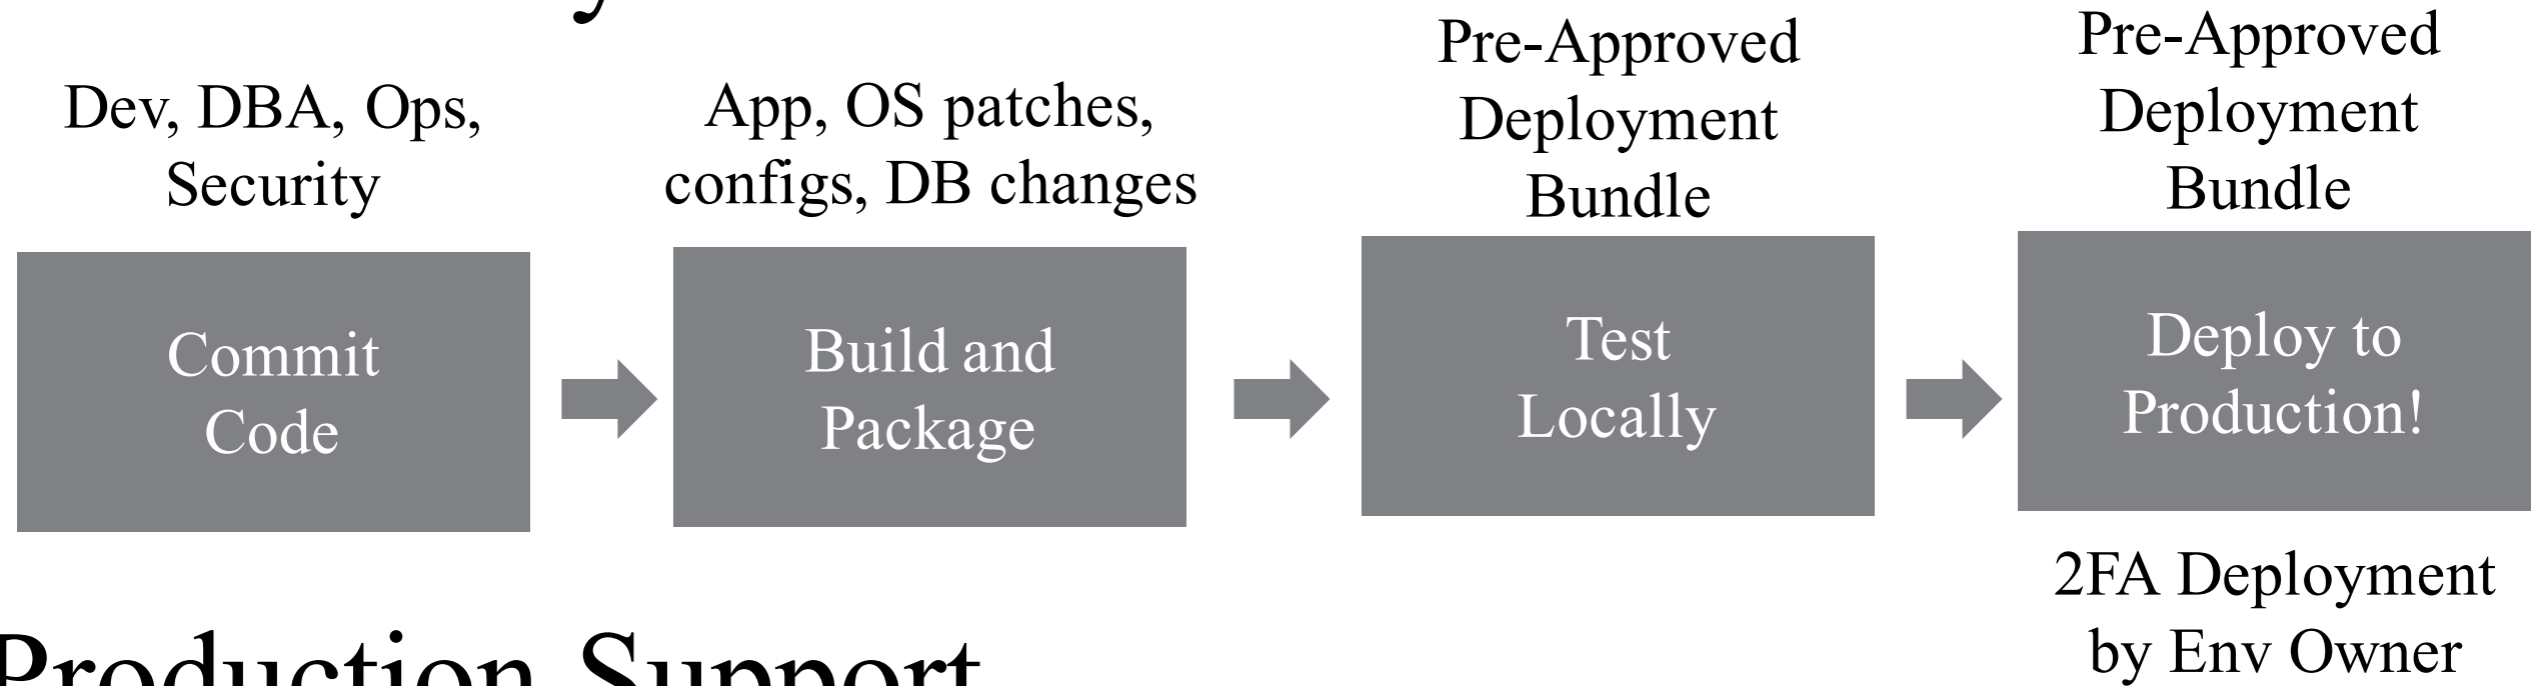 Dev, DBA, Ops,
Security
App, OS patches,
configs, DB changes
Pre-Approved
Deployment
Bundle
Pre-Approved
Deployment
Bundle
Commit
Code
Build and
Package
Test
Locally
Deploy to
Production!
2FA Deployment
by Env Owner
Production Support